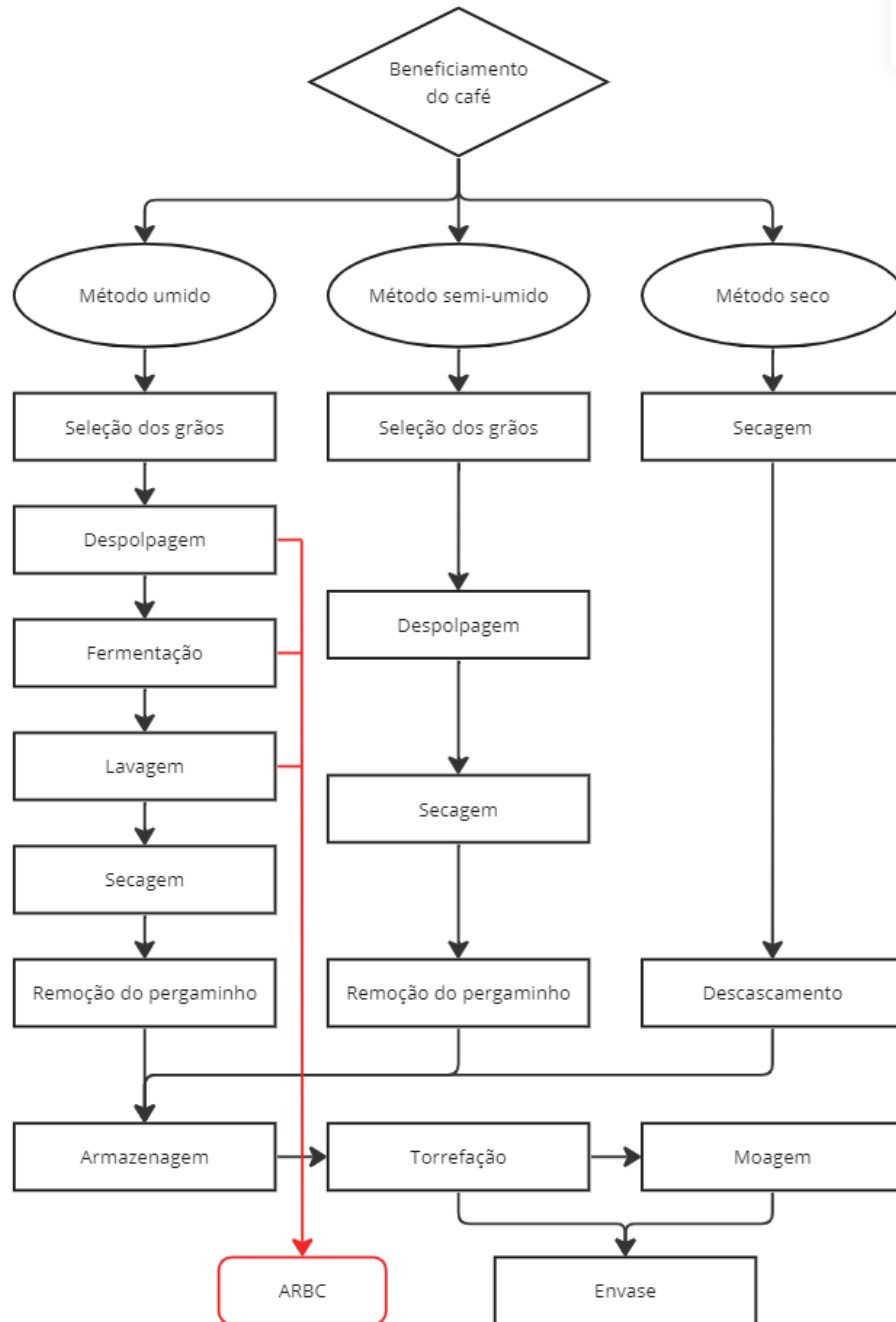 Beneficiamento
do café
Método umido
Método semi-umido
Método seco
Seleção dos grãos
Seleção dos grãos
Secagem
Despolpagem
Despolpagem
Fermentação
Lavagem
Secagem
Secagem
Remoção do pergaminho
Remoção do pergaminho
Descascamento
Armazenagem
Torrefação
Moagem
ARBC
Envase